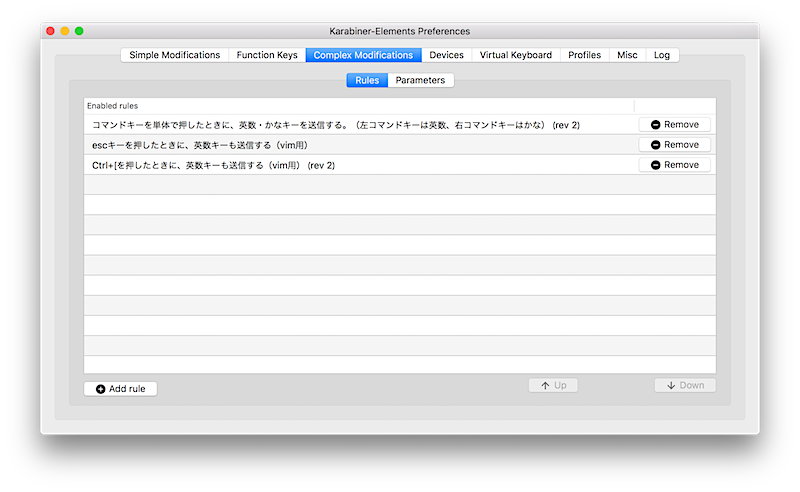 Karabiner-Elements Preferences
Simple Modifications Function Keys Complex Modifications Devices Virtual Keyboard Profiles Misc Log
Rules Parameters
Enabled rules
コマンドキーを単体で押したときに、英数・かなキーを送信する。（左コマンドキーは英数、右コマンドキーはかな） (rev 2) Remove
escキーを押したときに、英数キーも送信する（vim用） Remove
Ctrl+[を押したときに、英数キーも送信する（vim用） (rev 2) Remove
Add rule Up Down